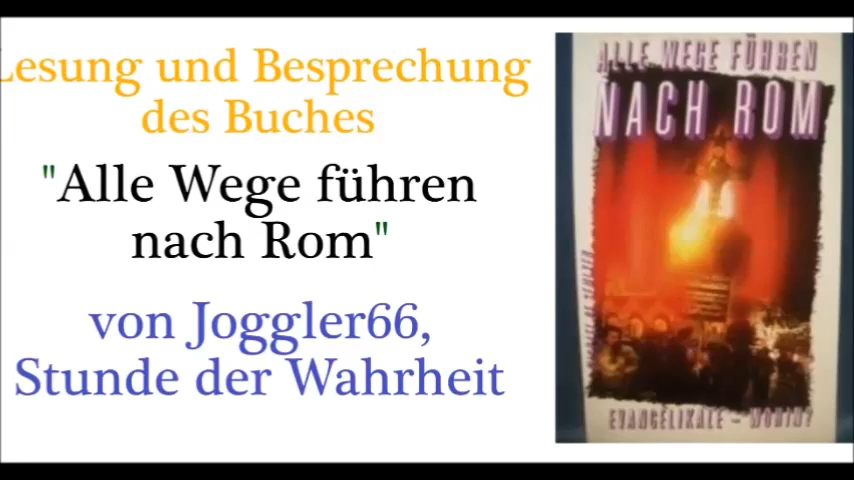 Lesung und Besprechung
des Buches
"Alle Wege führen
nach Rom"
von Joggler66,
Stunde der Wahrheit
ALLE WEGE FÜHREN
NACH ROM
EVANGELIKALE – WOHIN?